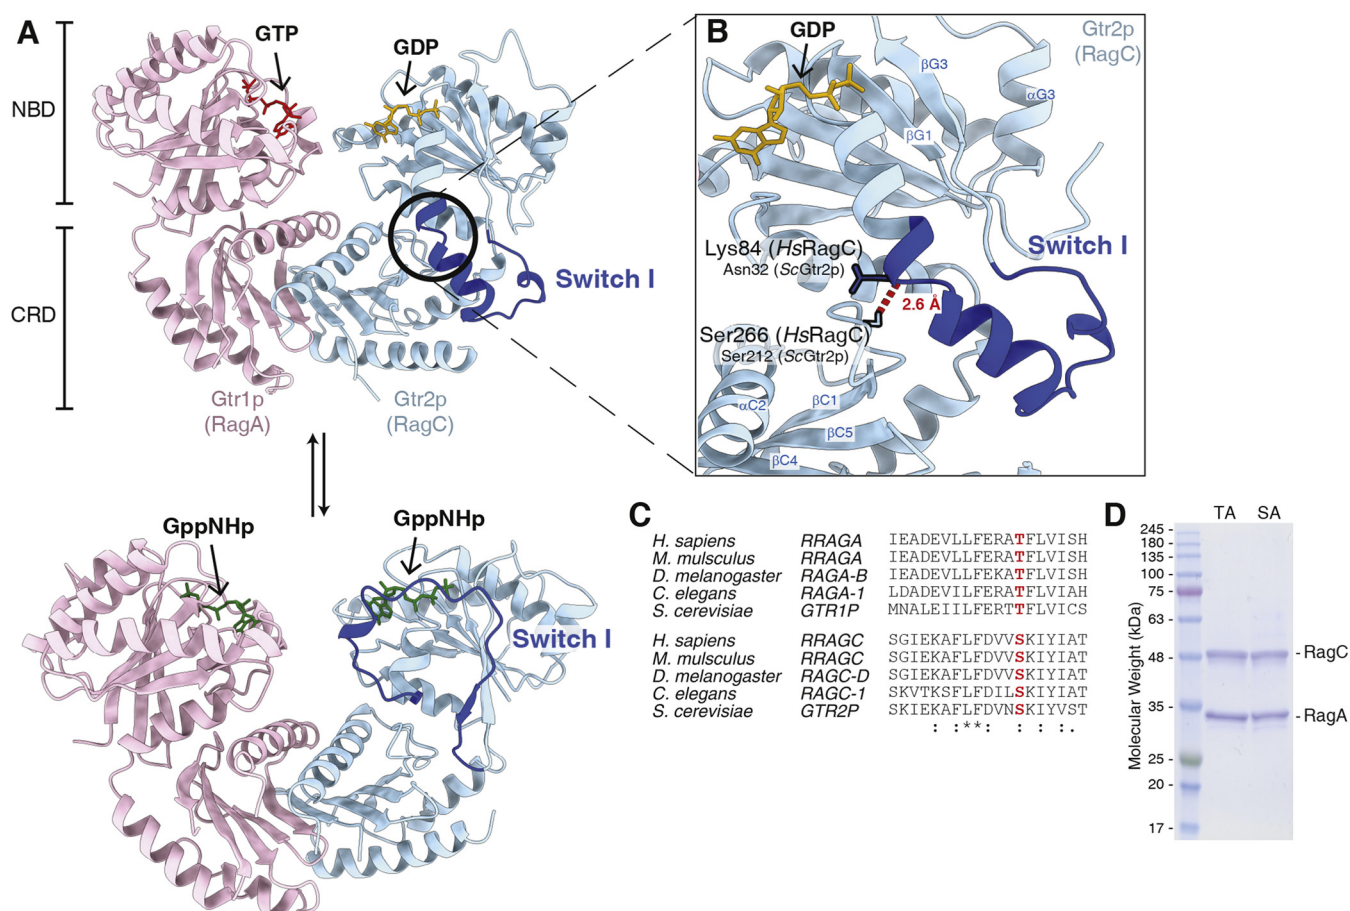 A
GTP
GDP
NBD
CRD
Switch I
Gtr1p
(RagA)
Gtr2p
(RagC)
GppNHp
GppNHp
Switch I
B
GDP
Gtr2p
(RagC)
βG3
αG3
βG1
Lys84 (HsRagC)
Asn32 (ScGtr2p)
Switch I
2.6 Å
Ser266 (HsRagC)
Ser212 (ScGtr2p)
αC2
βC1
βC5
βC4
C
H. sapiens RRAGA IEADEVLLFERATFLVISH
M. mulsculus RRAGA IEADEVLLFERATFLVISH
D. melanogaster RAGA-B IEADEVLLFEKATFLVISH
C. elegans RAGA-1 LDADEVLLFERATFLVIAH
S. cerevisiae GTR1P MNALEIILFERTTFLVICS
H. sapiens RRAGC SGIEKAFLFDVVSKIYIAT
M. mulsculus RRAGC SGIEKAFLFDVVSKIYIAT
D. melanogaster RAGC-D SGIEKAFLFDVVSKIYIAT
C. elegans RAGC-1 SKVTKSFLFDILSKIYIAH
S. cerevisiae GTR2P SKIEKAFLFDVNSKIYVST
: : ** : : : : .
D
TA SA
Molecular Weight (kDa)
245 -
180 -
135 -
100 -
75 -
63 -
48 -
35 -
25 -
20 -
17 -
-RagC
-RagA